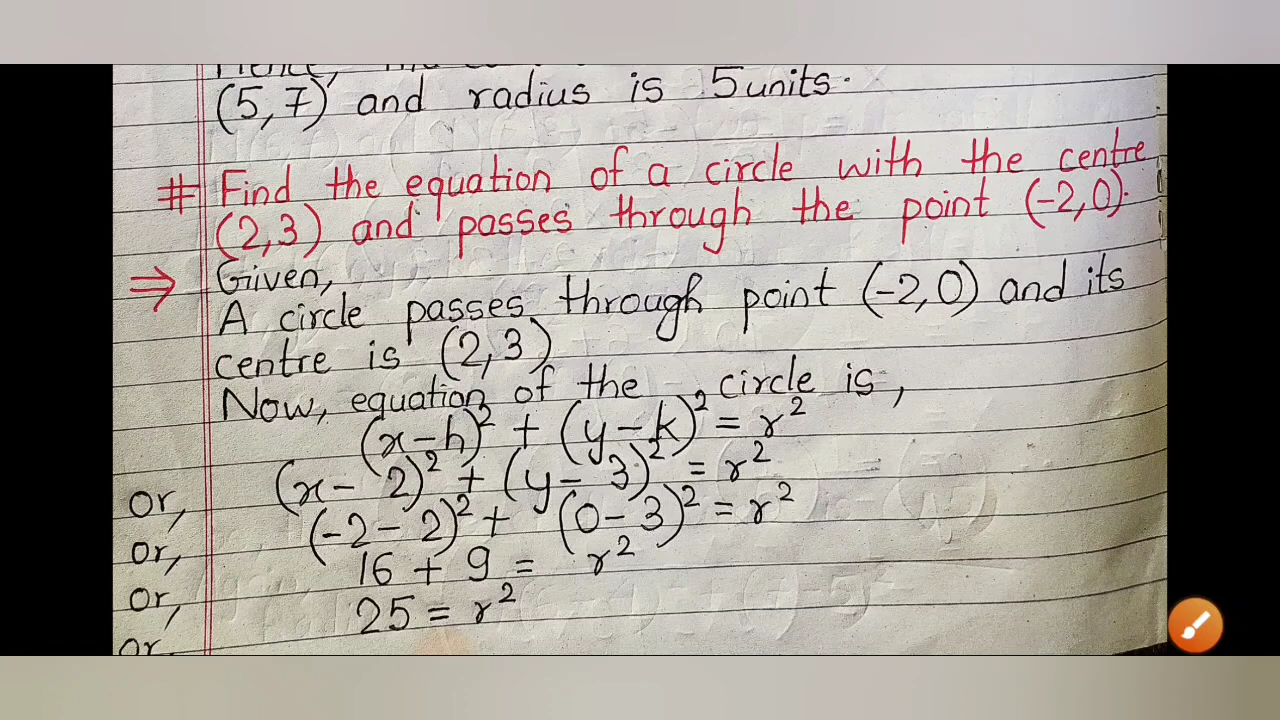 (5,7) and radius is 5 units.
# Find the equation of a circle with the centre
(2,3) and passes through the point (-2,0).
⇒ Given,
A circle passes through point (-2,0) and its
centre is (2,3)
Now, equation of the circle is,
(x-h)² + (y-k)² = r²
or, (x- 2)² + (y- 3)² = r²
or, (-2-2)² + (0-3)² = r²
or, 16 + 9 = r²
or, 25 = r²
or